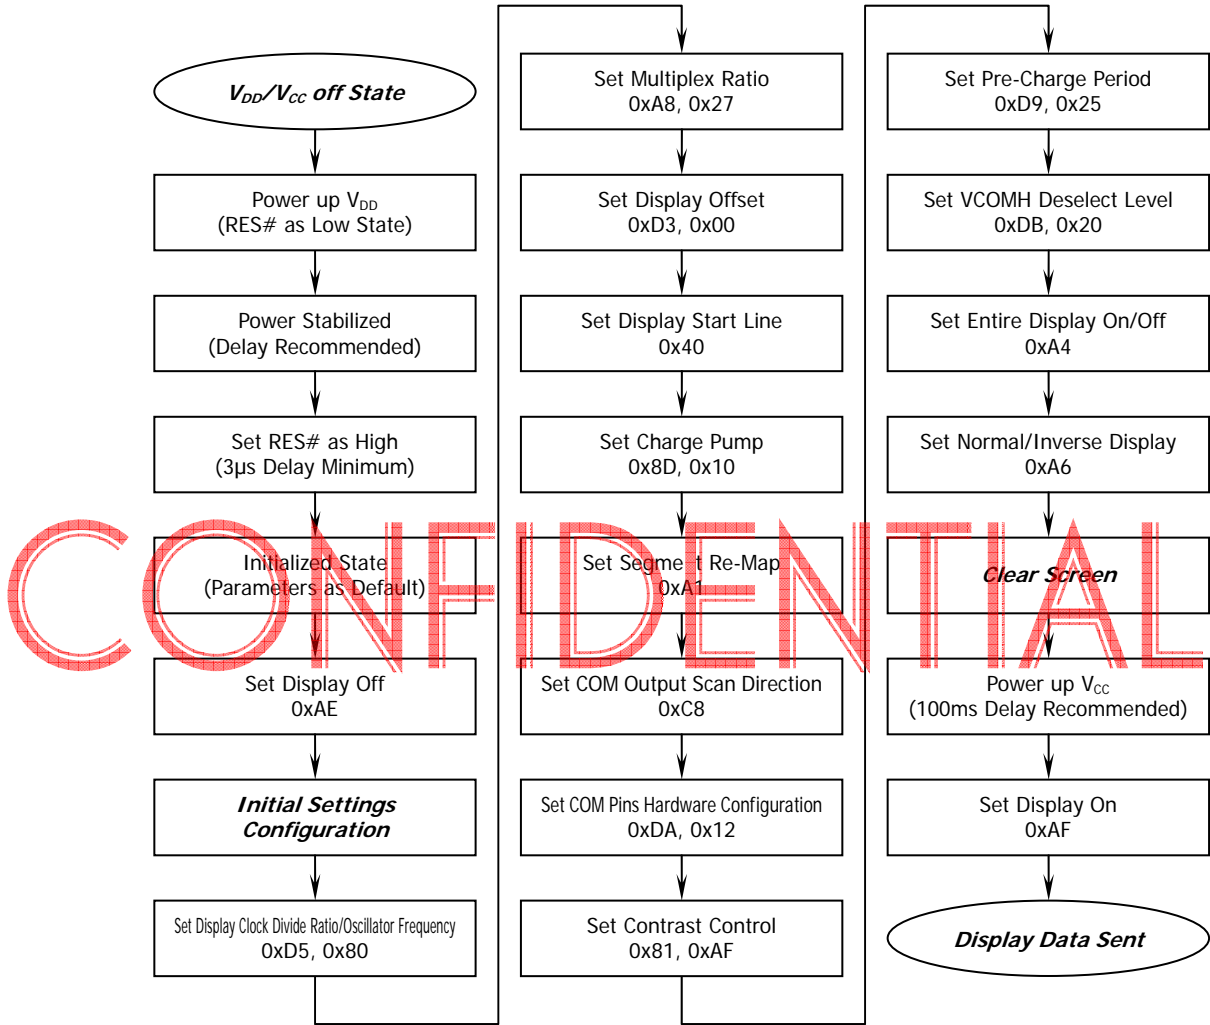 V_DD/V_CC off State
Power up V_DD
(RES# as Low State)
Power Stabilized
(Delay Recommended)
Set RES# as High
(3µs Delay Minimum)
Initialized State
(Parameters as Default)
Set Display Off
0xAE
Initial Settings
Configuration
Set Display Clock Divide Ratio/Oscillator Frequency
0xD5, 0x80
Set Multiplex Ratio
0xA8, 0x27
Set Display Offset
0xD3, 0x00
Set Display Start Line
0x40
Set Charge Pump
0x8D, 0x10
Set Segment Re-Map
0xA1
Set COM Output Scan Direction
0xC8
Set COM Pins Hardware Configuration
0xDA, 0x12
Set Contrast Control
0x81, 0xAF
Set Pre-Charge Period
0xD9, 0x25
Set VCOMH Deselect Level
0xDB, 0x20
Set Entire Display On/Off
0xA4
Set Normal/Inverse Display
0xA6
Clear Screen
Power up V_CC
(100ms Delay Recommended)
Set Display On
0xAF
Display Data Sent
CONFIDENTIAL